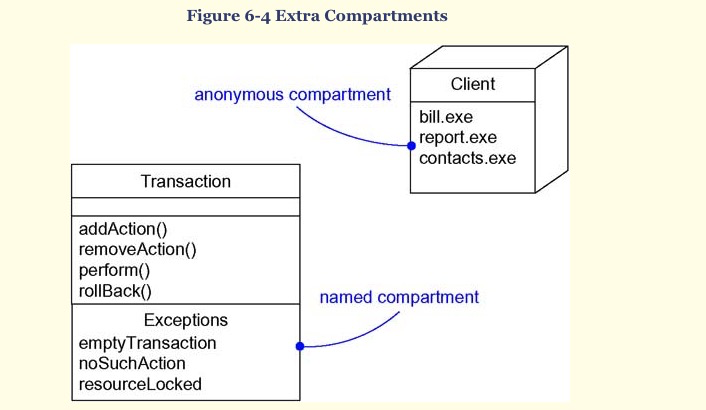 Figure 6-4 Extra Compartments
anonymous compartment
Client
bill.exe
report.exe
contacts.exe
Transaction
addAction()
removeAction()
perform()
rollBack()
Exceptions
emptyTransaction
noSuchAction
resourceLocked
named compartment